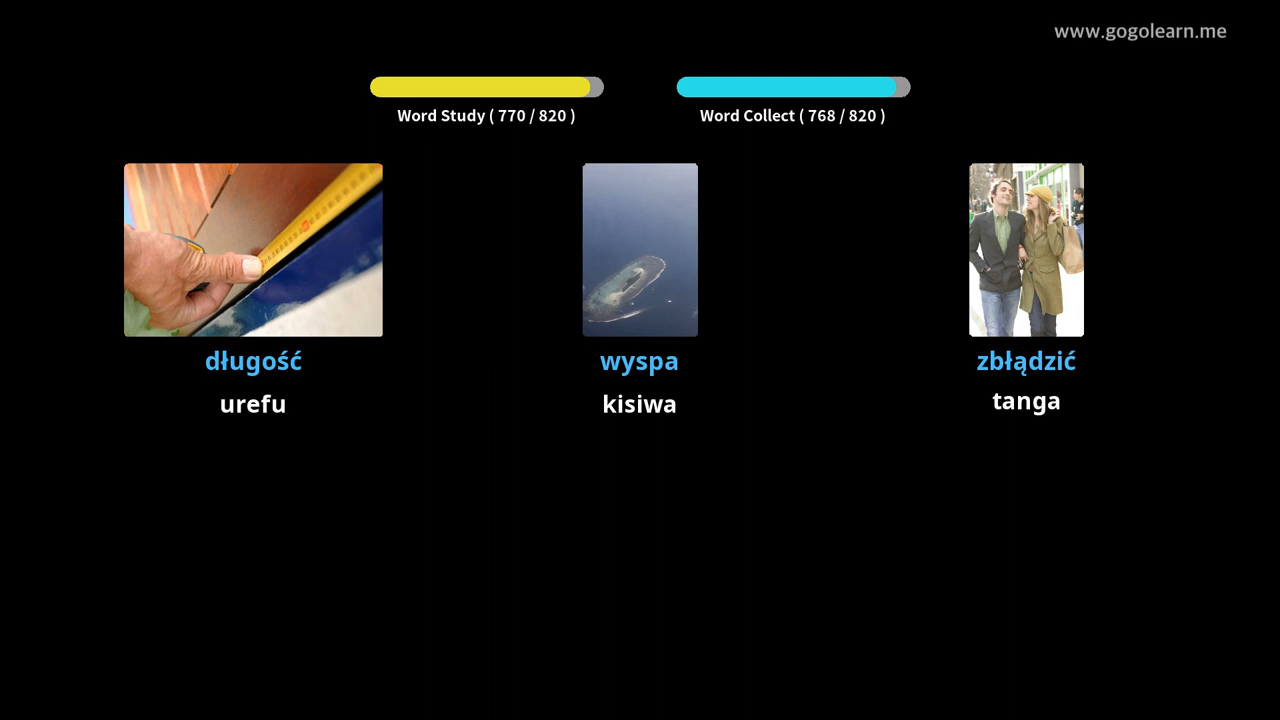 www.gogolearn.me
Word Study ( 770 / 820 )
Word Collect ( 768 / 820 )
długość
wyspa
zbłądzić
urefu
kisiwa
tanga